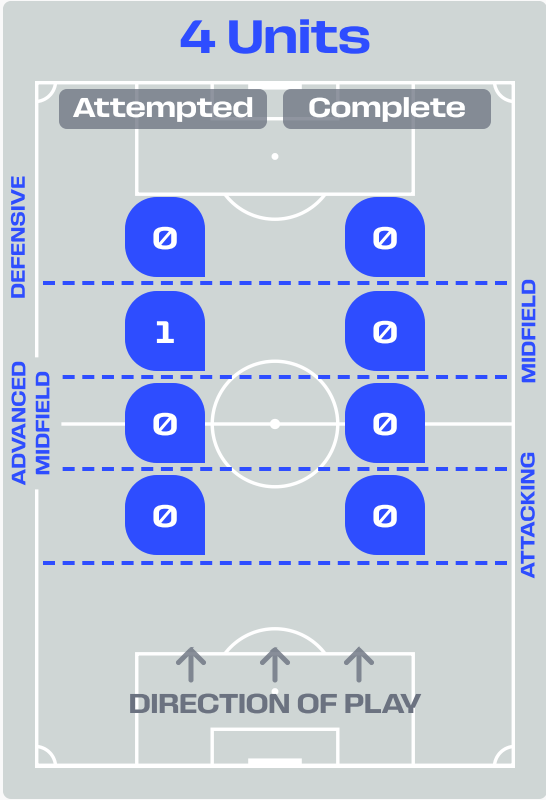 4 Units
Attempted Complete
DEFENSIVE
0 0
MIDFIELD
1 0
ADVANCED
MIDFIELD
0 0
ATTACKING
0 0
DIRECTION OF PLAY